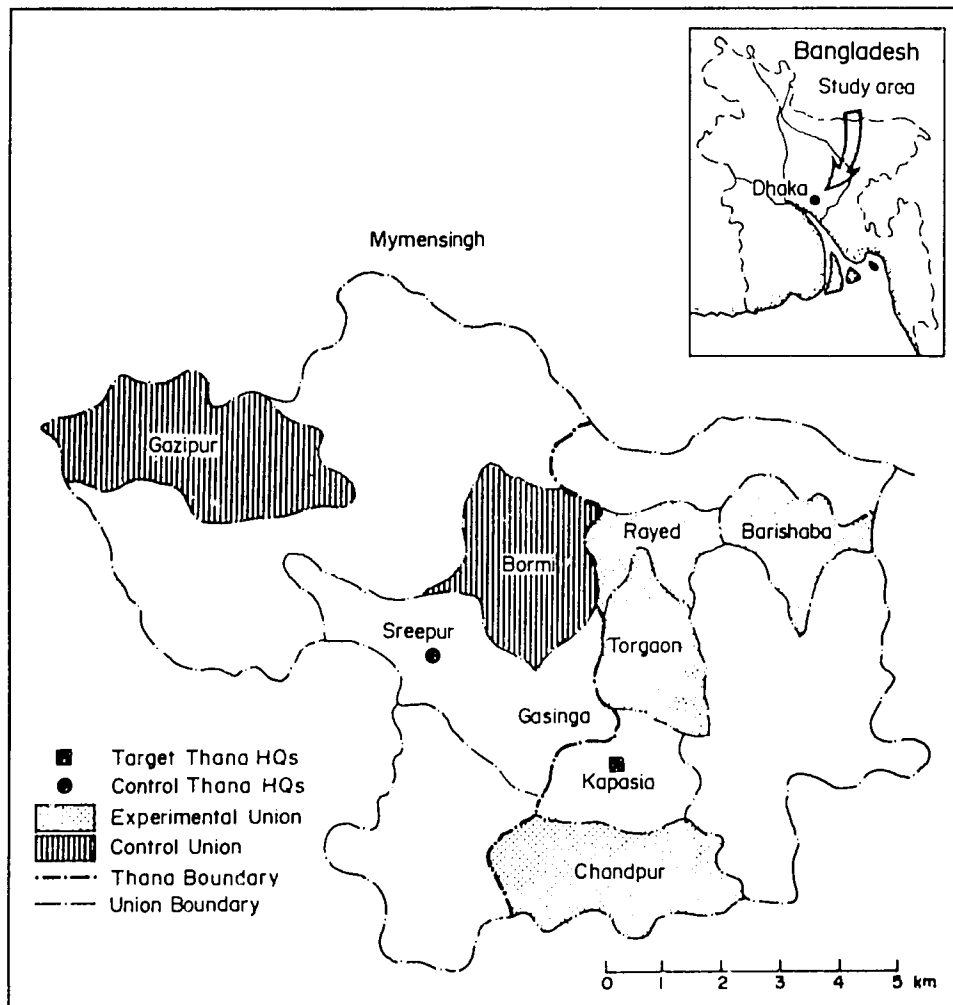 Bangladesh
Study area
Dhaka
Mymensingh
Gazipur
Bormi
Rayed
Barishaba
Sreepur
Torgaon
Gasinga
Kapasia
Chandpur
Target Thana HQs
Control Thana HQs
Experimental Union
Control Union
Thana Boundary
Union Boundary
0 1 2 3 4 5 km